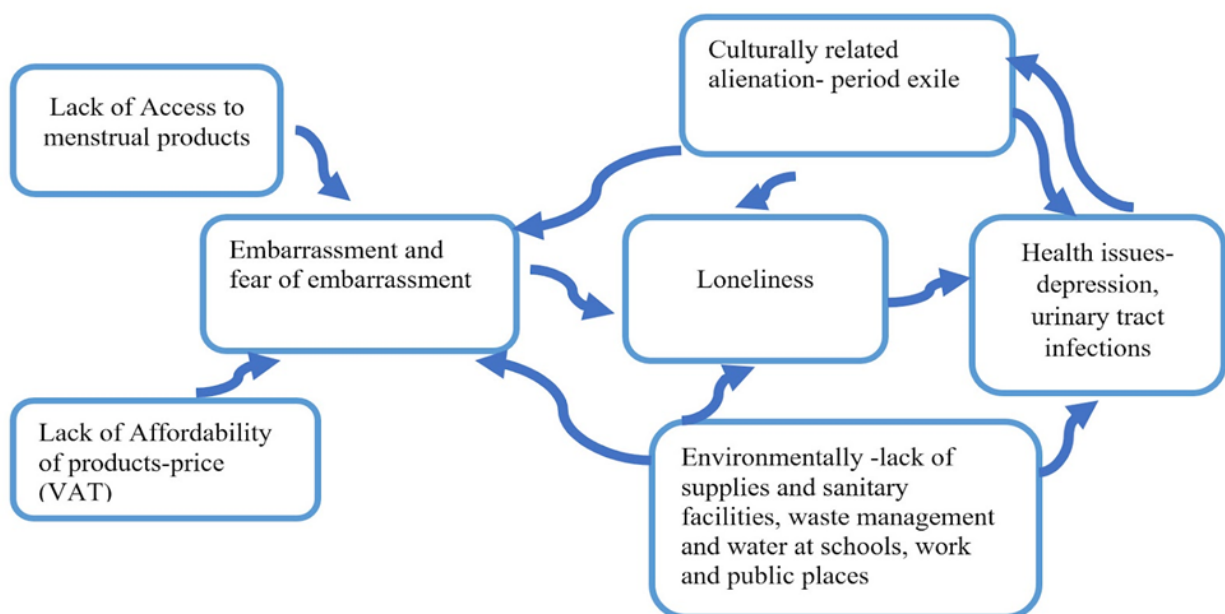 Culturally related
alienation- period exile
Lack of Access to
menstrual products
Embarrassment and
fear of embarrassment
Loneliness
Health issues-
depression,
urinary tract
infections
Lack of Affordability
of products-price
(VAT)
Environmentally -lack of
supplies and sanitary
facilities, waste management
and water at schools, work
and public places